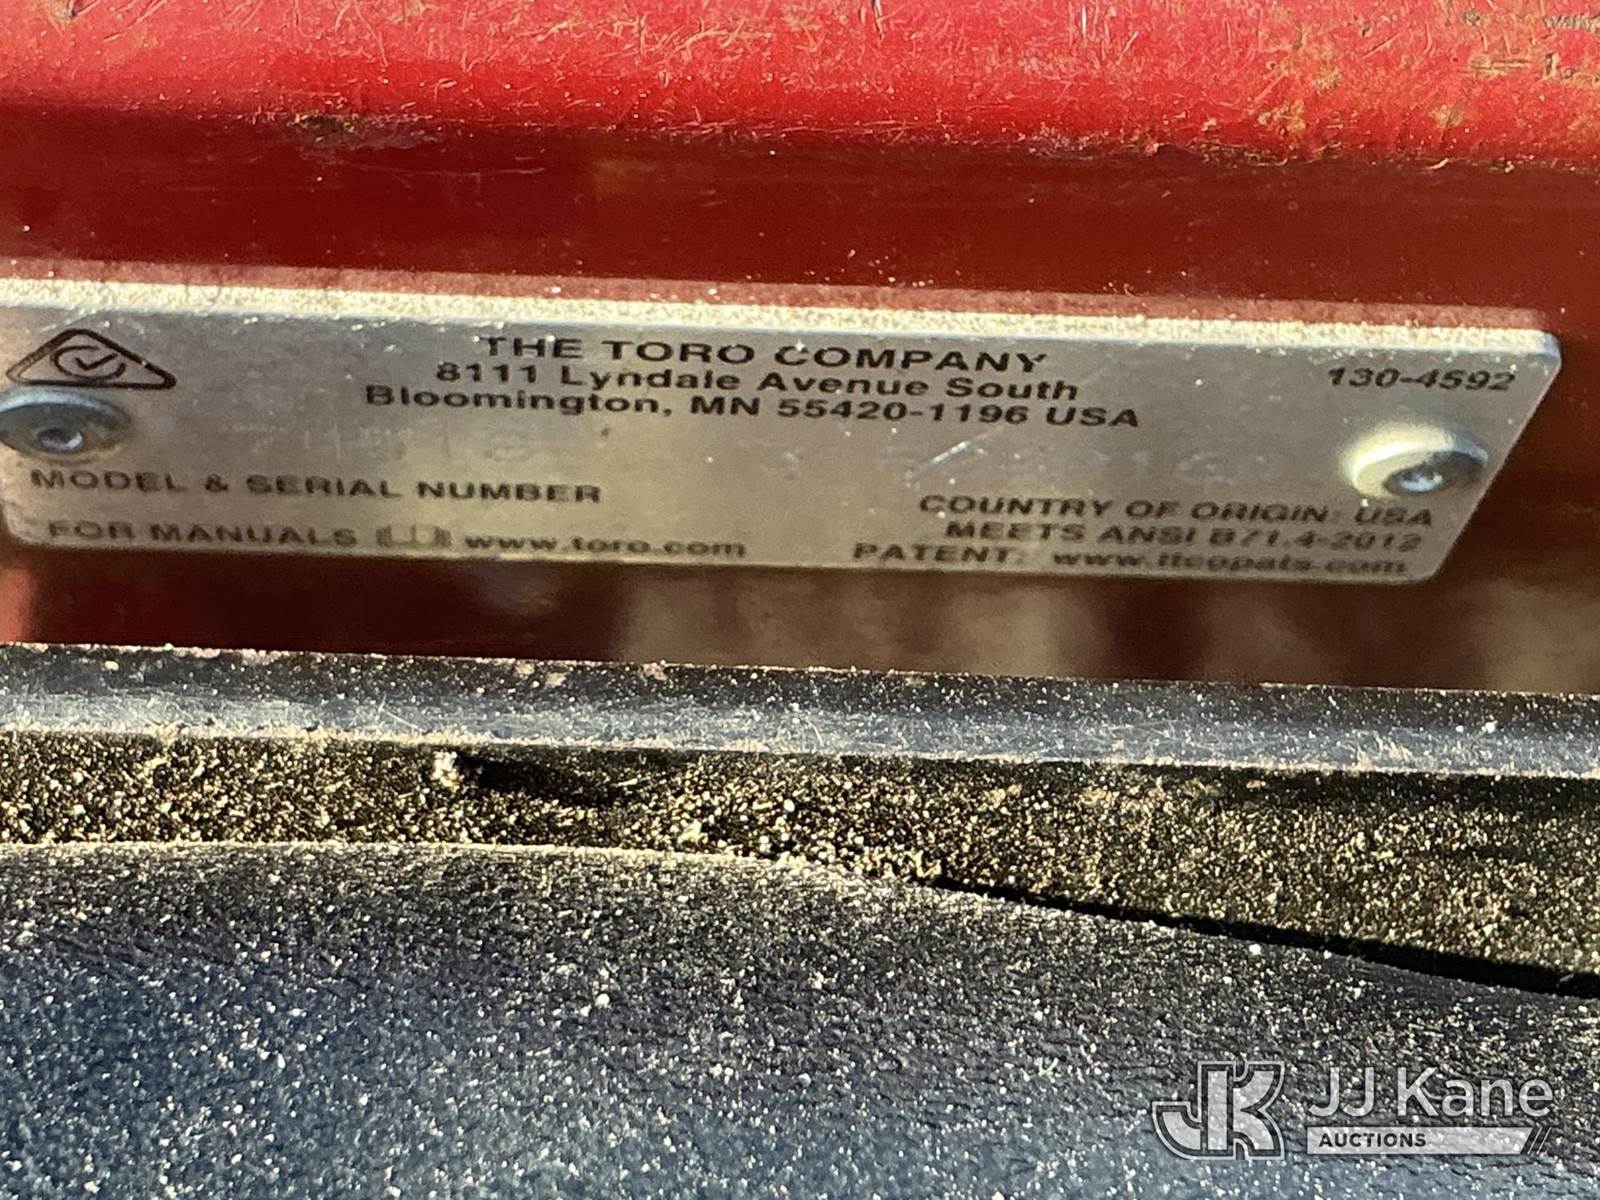 THE TORO COMPANY
8111 Lyndale Avenue South
130-4592
Bloomington, MN 55420-1196 USA
MODEL & SERIAL NUMBER
COUNTRY OF ORIGIN: USA
FOR MANUALS www.toro.com
MEETS ANSI B71.4-2012
PATENT: www.ttcopats.com
JK JJ Kane
AUCTIONS